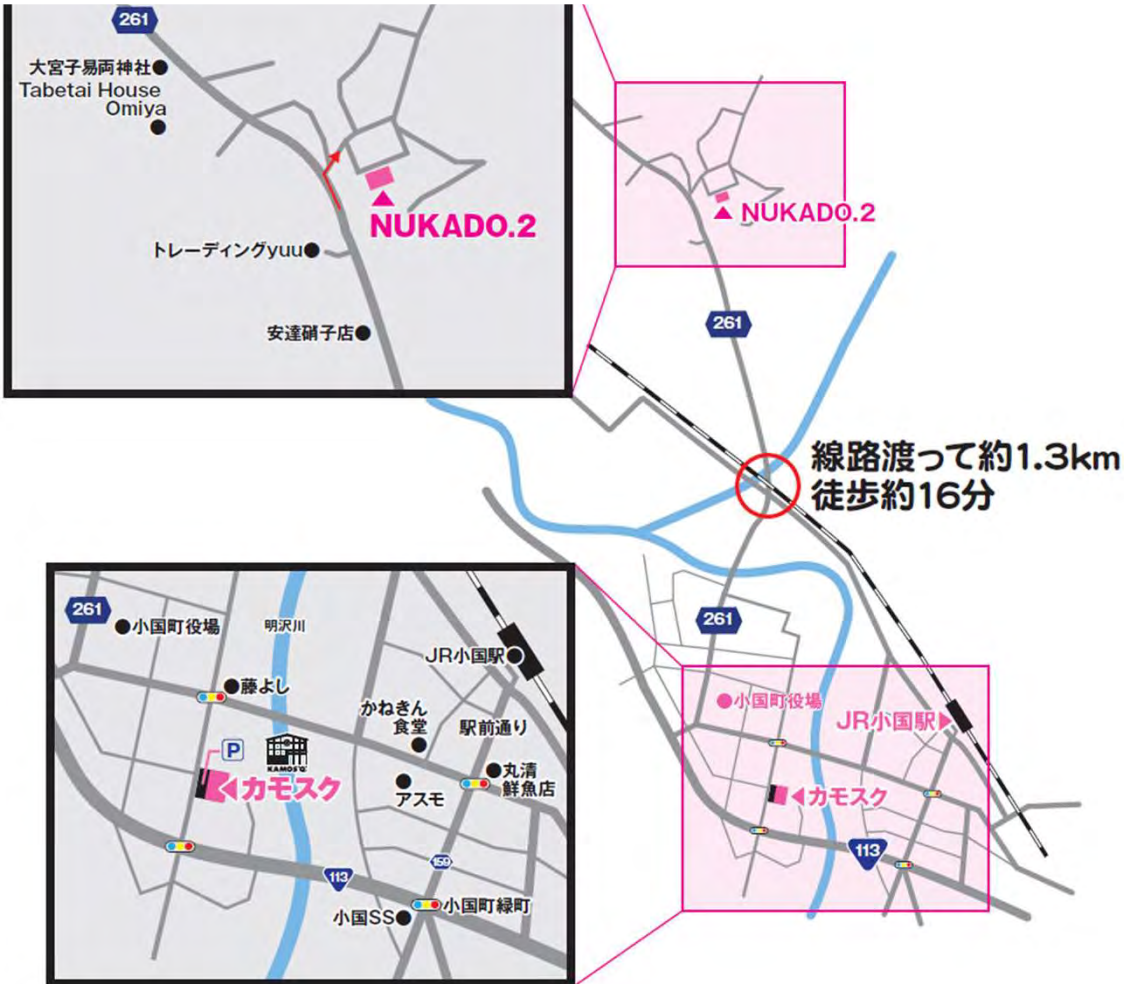 261
大宮子易両神社
Tabetai House
Omiya
NUKADO.2
トレーディングyuu
安達硝子店
NUKADO.2
261
線路渡って約1.3km
徒歩約16分
261
小国町役場
JR小国駅
カモスク
113
261
小国町役場
明沢川
JR小国駅
藤よし
かねきん
食堂
駅前通り
P
KAMOS'Q
カモスク
アスモ
丸清
鮮魚店
159
113
小国SS
小国町緑町